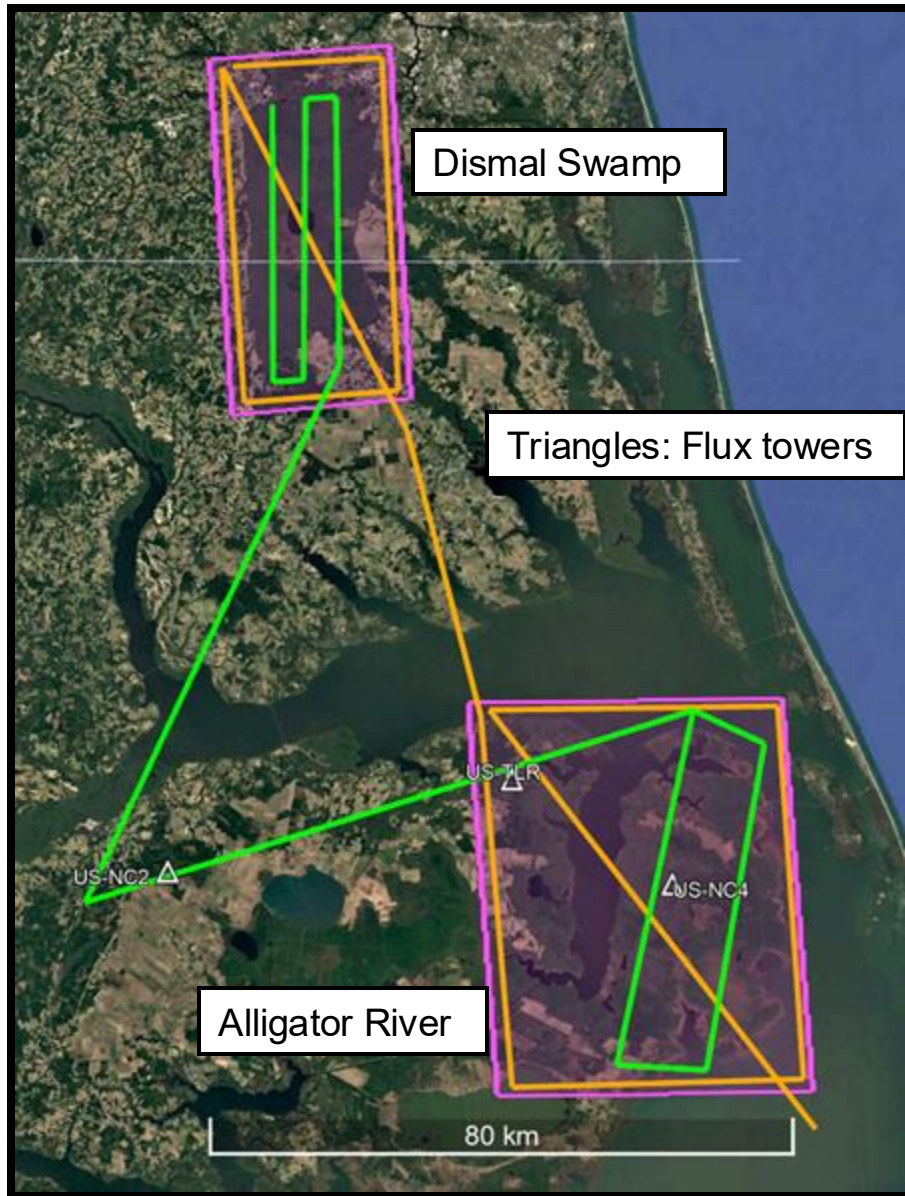 Dismal Swamp
Triangles: Flux towers
US-TLR
US-NC2
US-NC4
Alligator River
80 km